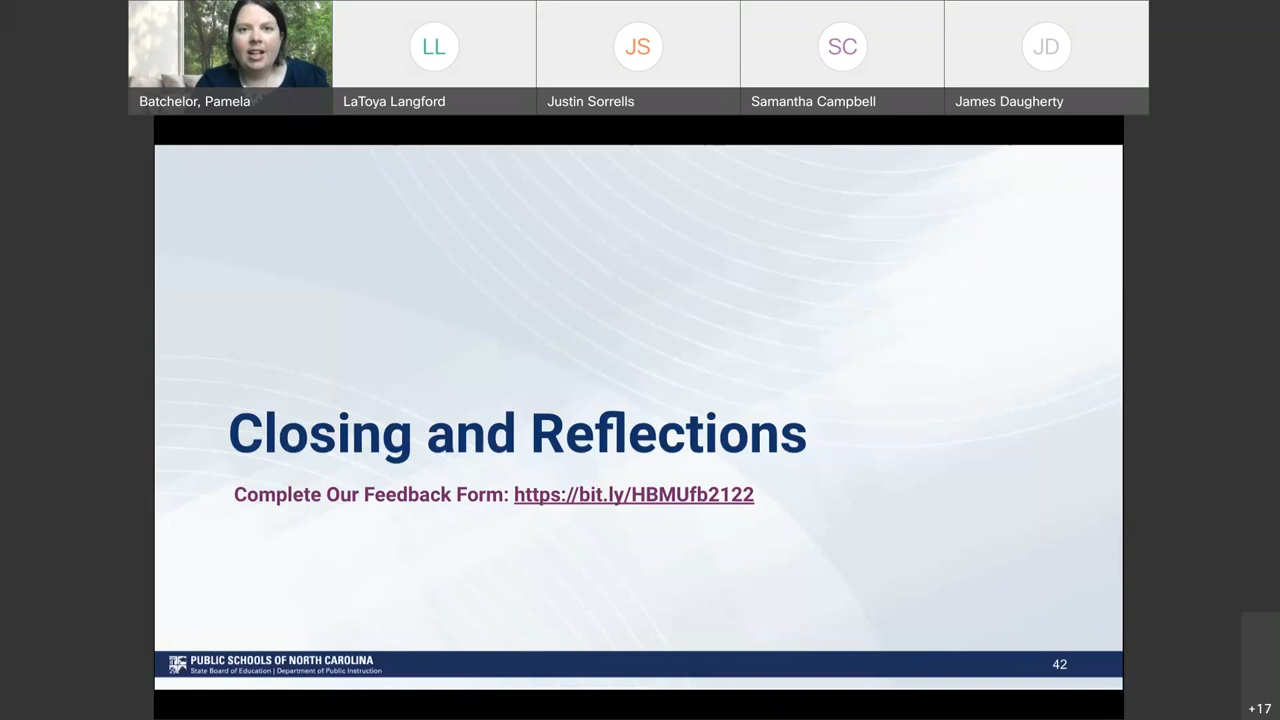 LL
JS
SC
JD
Batchelor, Pamela
LaToya Langford
Justin Sorrells
Samantha Campbell
James Daugherty
Closing and Reflections
Complete Our Feedback Form: https://bit.ly/HBMUfb2122
PUBLIC SCHOOLS OF NORTH CAROLINA
State Board of Education | Department of Public Instruction
42
+17